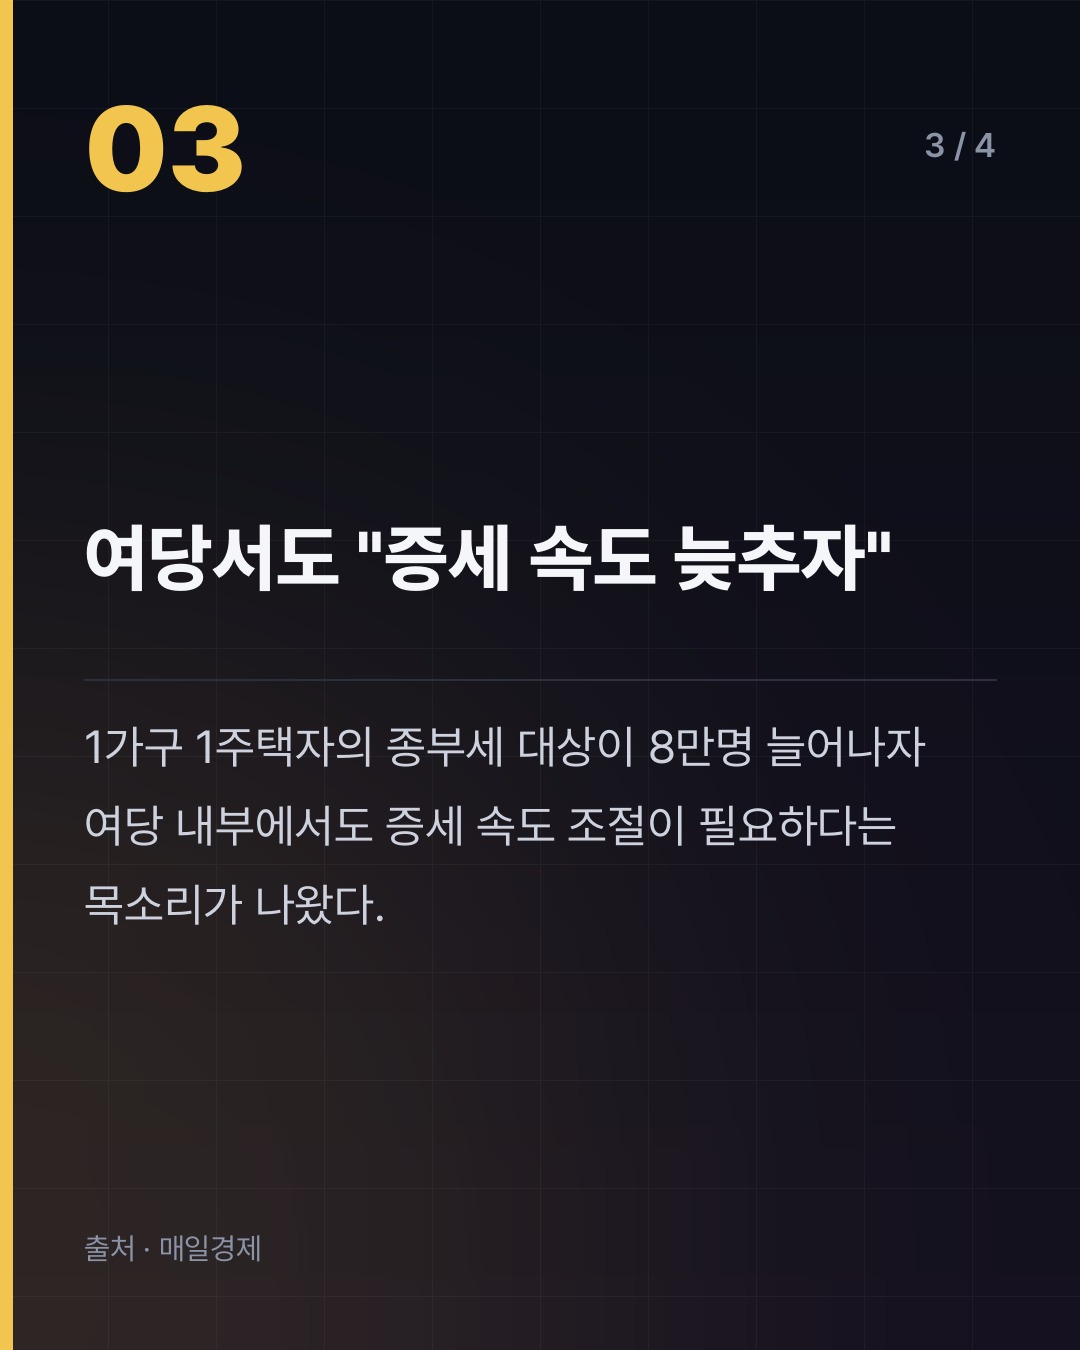 03
3 / 4
여당서도 "증세 속도 늦추자"
1가구 1주택자의 종부세 대상이 8만명 늘어나자
여당 내부에서도 증세 속도 조절이 필요하다는
목소리가 나왔다.
출처 · 매일경제